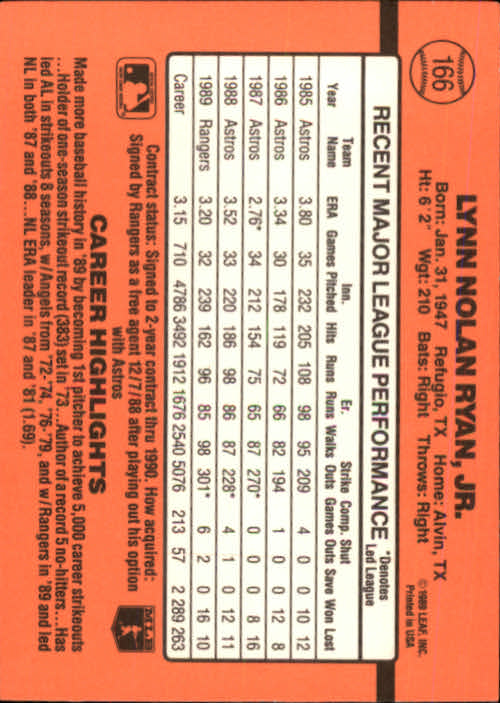 166
LYNN NOLAN RYAN, JR.
Born: Jan. 31, 1947 Refugio, TX Home: Alvin, TX
Ht: 6' 2" Wgt: 210 Bats: Right Throws: Right
© 1989 LEAF, INC.
Printed in USA
RECENT MAJOR LEAGUE PERFORMANCE *Denotes Led League
Team Inn. Er. Strike Comp. Shut
Year Name ERA Games Pitched Hits Runs Runs Walks Outs Games Outs Save Won Lost
1985 Astros 3.80 35 232 205 108 98 95 209 4 0 0 10 12
1986 Astros 3.34 30 178 119 72 66 82 194 1 0 0 12 8
1987 Astros 2.76* 34 212 154 75 65 87 270* 0 0 0 8 16
1988 Astros 3.52 33 220 186 98 86 87 228* 4 1 0 12 11
1989 Rangers 3.20 32 239 162 96 85 98 301* 6 2 0 16 10
Career 3.15 710 4786 3492 1912 1676 2540 5076 213 57 2 289 263
Contract status: Signed to 2-year contract thru 1990. How acquired:
Signed by Rangers as a free agent 12/7/88 after playing out his option
with Astros
MLB
CAREER HIGHLIGHTS
Made more baseball history in '89 by becoming 1st pitcher to achieve 5,000 career strikeouts
...Holder of one-season strikeout record (383) set in '73...Author of a record 5 no-hitters...Has
led AL in strikeouts 8 seasons, w/Angels from '72-'74, '76-'79, and w/Rangers in '89 and led
NL in both '87 and '88...NL ERA leader in '87 and '81 (1.69).